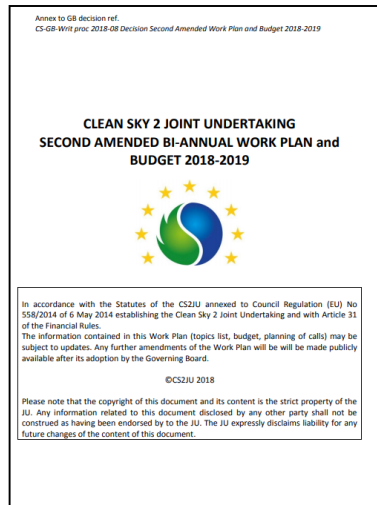 Annex to GB decision ref.
CS-GB-Writ proc 2018-08 Decision Second Amended Work Plan and Budget 2018-2019
CLEAN SKY 2 JOINT UNDERTAKING
SECOND AMENDED BI-ANNUAL WORK PLAN and
BUDGET 2018-2019
In accordance with the Statutes of the CS2JU annexed to Council Regulation (EU) No
558/2014 of 6 May 2014 establishing the Clean Sky 2 Joint Undertaking and with Article 31
of the Financial Rules.
The information contained in this Work Plan (topics list, budget, planning of calls) may be
subject to updates. Any further amendments of the Work Plan will be will be made publicly
available after its adoption by the Governing Board.
©CS2JU 2018
Please note that the copyright of this document and its content is the strict property of the
JU. Any information related to this document disclosed by any other party shall not be
construed as having been endorsed by to the JU. The JU expressly disclaims liability for any
future changes of the content of this document.